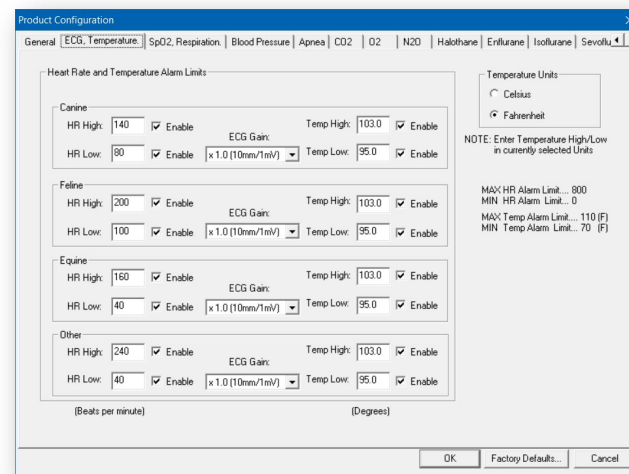 Product Configuration
General ECG, Temperature. SpO2, Respiration. Blood Pressure Apnea CO2 O2 N2O Halothane Enflurane Isoflurane Sevoflu
Heart Rate and Temperature Alarm Limits
Canine
HR High: 140 Enable Temp High: 103.0 Enable
ECG Gain:
HR Low: 80 Enable x 1.0 (10mm/1mV) Temp Low: 95.0 Enable
Feline
HR High: 200 Enable Temp High: 103.0 Enable
ECG Gain:
HR Low: 100 Enable x 1.0 (10mm/1mV) Temp Low: 95.0 Enable
Equine
HR High: 160 Enable Temp High: 103.0 Enable
ECG Gain:
HR Low: 40 Enable x 1.0 (10mm/1mV) Temp Low: 95.0 Enable
Other
HR High: 240 Enable Temp High: 103.0 Enable
ECG Gain:
HR Low: 40 Enable x 1.0 (10mm/1mV) Temp Low: 95.0 Enable
(Beats per minute) (Degrees)
Temperature Units
Celsius
Fahrenheit
NOTE: Enter Temperature High/Low
in currently selected Units
MAX HR Alarm Limit.... 800
MIN HR Alarm Limit... 0
MAX Temp Alarm Limit.... 110 (F)
MIN Temp Alarm Limit... 70 (F)
OK Factory Defaults... Cancel